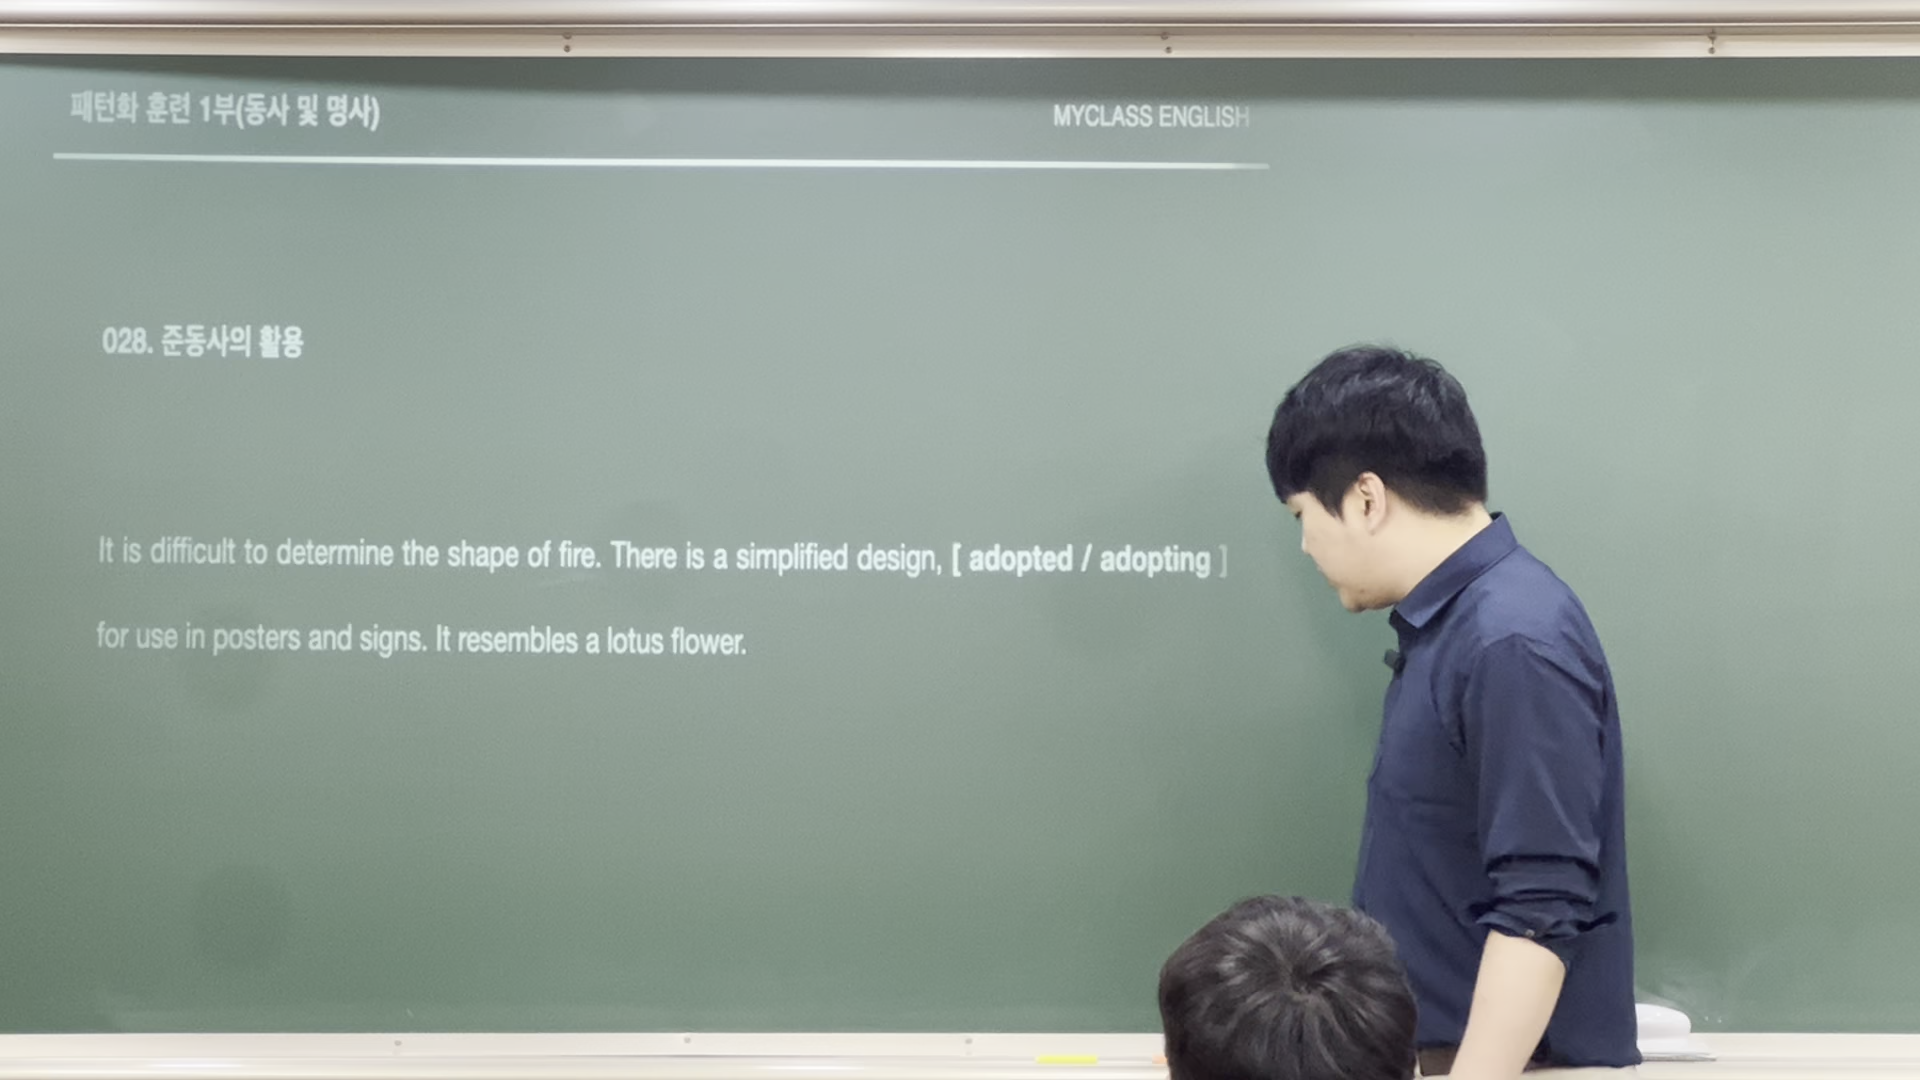 패턴화 훈련 1부(동사 및 명사)
MYCLASS ENGLISH
028. 준동사의 활용
It is difficult to determine the shape of fire. There is a simplified design, [ adopted / adopting ]
for use in posters and signs. It resembles a lotus flower.